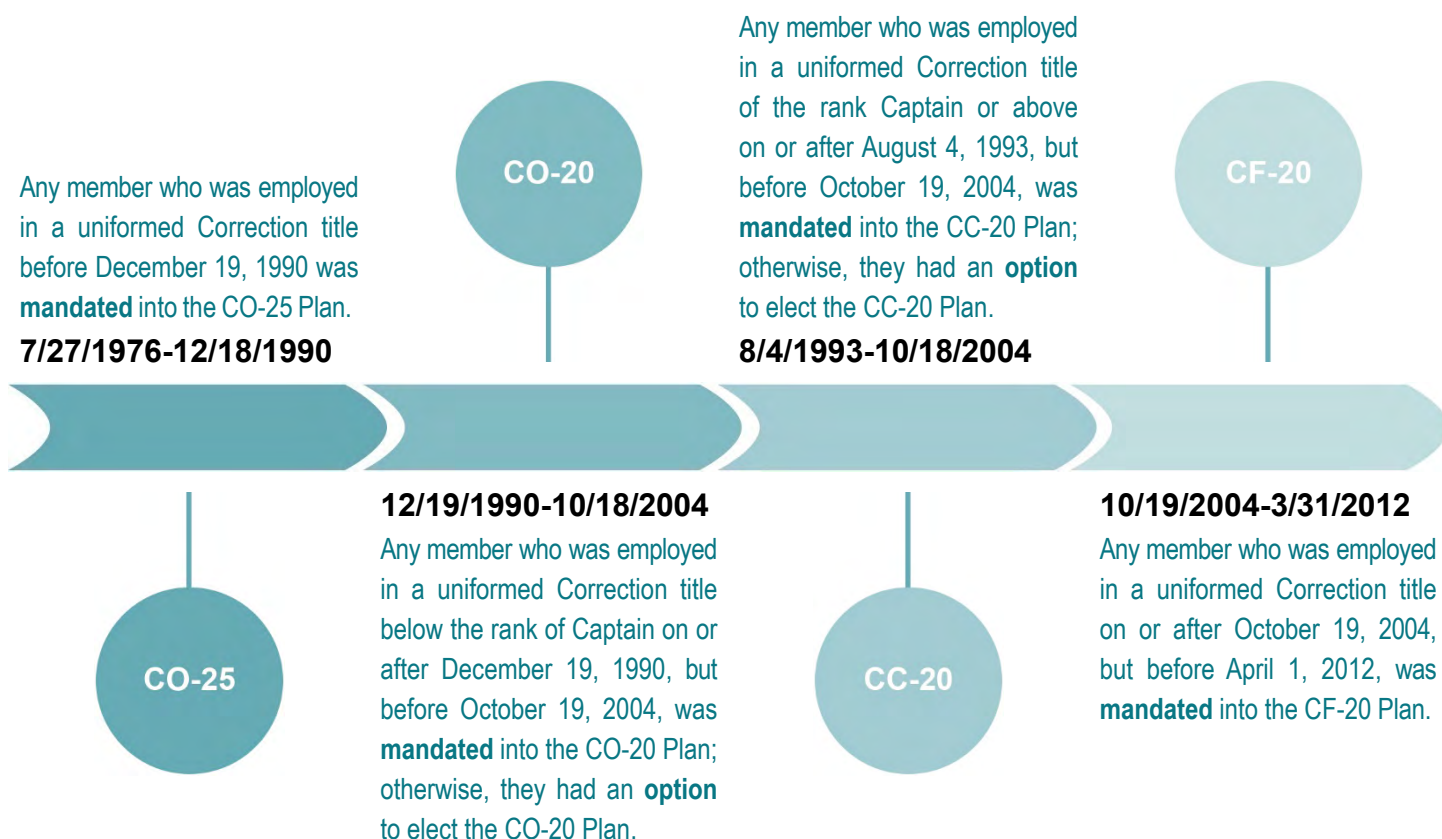 Any member who was employed
in a uniformed Correction title
before December 19, 1990 was
mandated into the CO-25 Plan.
7/27/1976-12/18/1990
CO-25
CO-20
12/19/1990-10/18/2004
Any member who was employed
in a uniformed Correction title
below the rank of Captain on or
after December 19, 1990, but
before October 19, 2004, was
mandated into the CO-20 Plan;
otherwise, they had an option
to elect the CO-20 Plan.
Any member who was employed
in a uniformed Correction title
of the rank Captain or above
on or after August 4, 1993, but
before October 19, 2004, was
mandated into the CC-20 Plan;
otherwise, they had an option
to elect the CC-20 Plan.
8/4/1993-10/18/2004
CC-20
CF-20
10/19/2004-3/31/2012
Any member who was employed
in a uniformed Correction title
on or after October 19, 2004,
but before April 1, 2012, was
mandated into the CF-20 Plan.